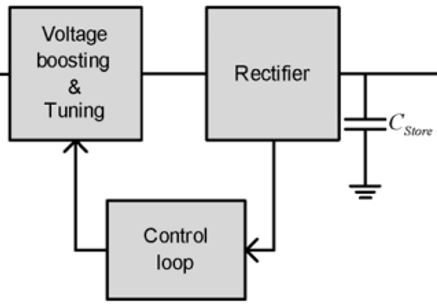 Voltage
boosting
&
Tuning
Rectifier
C_Store
Control
loop